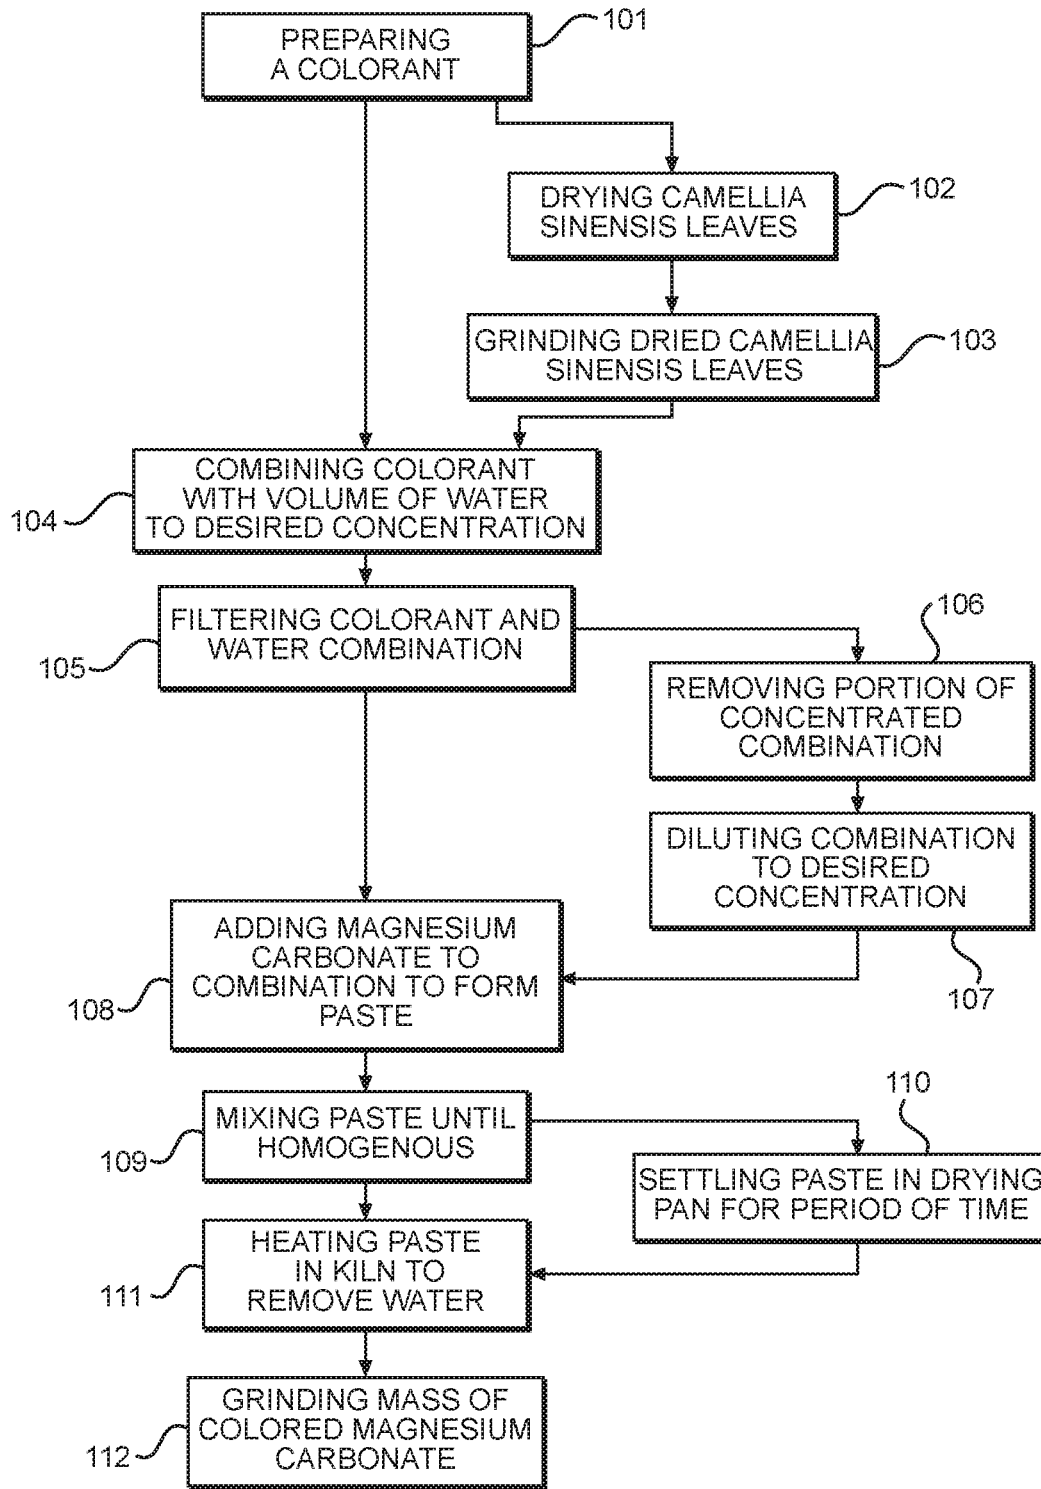 PREPARING
A COLORANT
101
DRYING CAMELLIA
SINENSIS LEAVES
102
GRINDING DRIED CAMELLIA
SINENSIS LEAVES
103
COMBINING COLORANT
WITH VOLUME OF WATER
TO DESIRED CONCENTRATION
104
FILTERING COLORANT AND
WATER COMBINATION
105
106
REMOVING PORTION OF
CONCENTRATED
COMBINATION
DILUTING COMBINATION
TO DESIRED
CONCENTRATION
107
ADDING MAGNESIUM
CARBONATE TO
COMBINATION TO FORM
PASTE
108
MIXING PASTE UNTIL
HOMOGENOUS
109
110
SETTLING PASTE IN DRYING
PAN FOR PERIOD OF TIME
HEATING PASTE
IN KILN TO
REMOVE WATER
111
GRINDING MASS OF
COLORED MAGNESIUM
CARBONATE
112